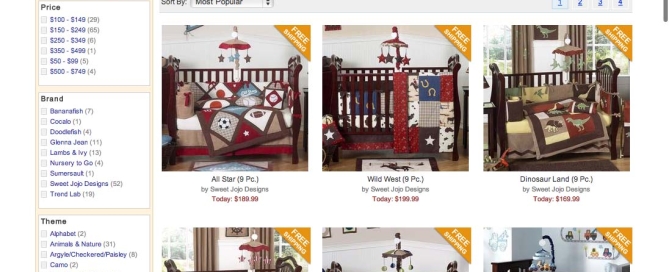 Sort By: Most Popular
1 2 3 4
Price
$100 - $149 (29)
$150 - $249 (65)
$250 - $349 (6)
$350 - $499 (1)
$50 - $99 (5)
$500 - $749 (4)
Brand
Bananafish (7)
Cocalo (1)
Doodlefish (4)
Glenna Jean (11)
Lambs & Ivy (13)
Nursery to Go (4)
Sumersault (1)
Sweet Jojo Designs (52)
Trend Lab (19)
Theme
Alphabet (2)
Animals & Nature (31)
Argyle/Checkered/Paisley (8)
Camo (2)
FREE SHIPPING
FREE SHIPPING
FREE SHIPPING
All Star (9 Pc.)
by Sweet Jojo Designs
Today: $189.99
Wild West (9 Pc.)
by Sweet Jojo Designs
Today: $199.99
Dinosaur Land (9 Pc.)
by Sweet Jojo Designs
Today: $169.99
FREE SHIPPING
FREE SHIPPING
FREE SHIPPING